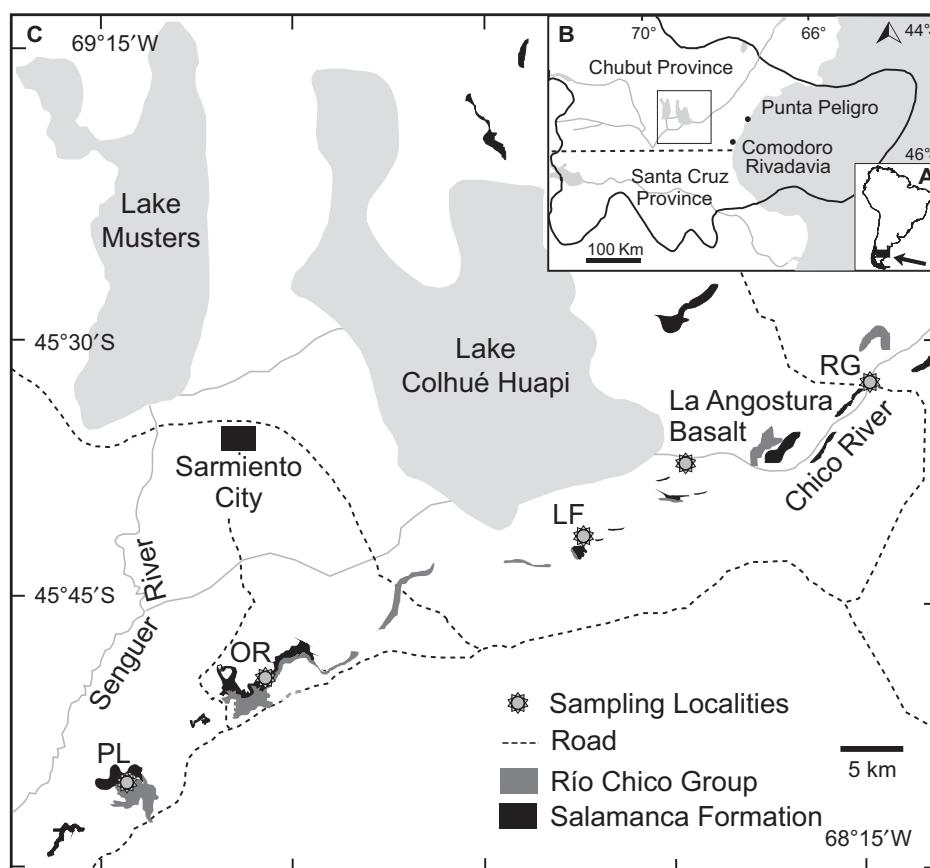 C
69°15′W
B
70°
66°
44°
Chubut Province
Punta Peligro
Comodoro
Rivadavia
46°
Santa Cruz
Province
A
100 Km
Lake
Musters
45°30′S
Lake
Colhué Huapi
RG
La Angostura
Basalt
Chico River
Sarmiento
City
LF
Senguer River
45°45′S
OR
PL
Sampling Localities
Road
Río Chico Group
Salamanca Formation
5 km
68°15′W